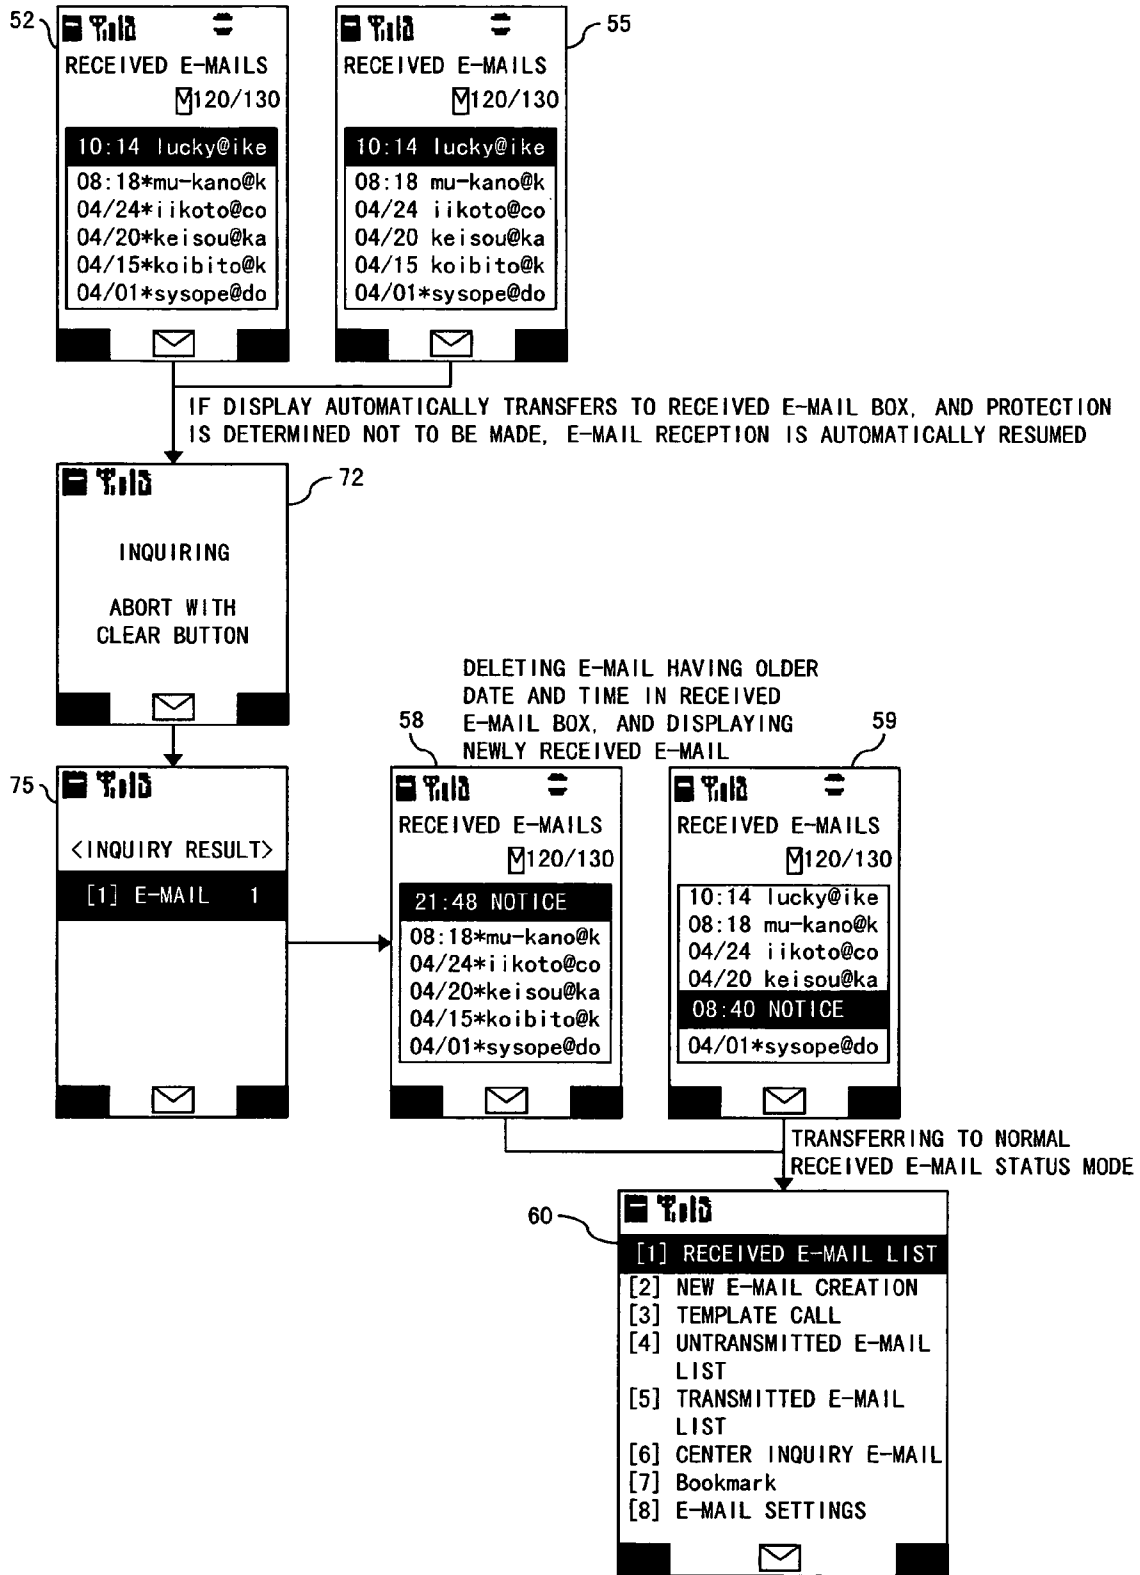 52
RECEIVED E-MAILS
120/130
10:14 lucky@ike
08:18*mu-kano@k
04/24*iikoto@co
04/20*keisou@ka
04/15*koibito@k
04/01*sysope@do
55
RECEIVED E-MAILS
120/130
10:14 lucky@ike
08:18 mu-kano@k
04/24 iikoto@co
04/20 keisou@ka
04/15 koibito@k
04/01*sysope@do
IF DISPLAY AUTOMATICALLY TRANSFERS TO RECEIVED E-MAIL BOX, AND PROTECTION
IS DETERMINED NOT TO BE MADE, E-MAIL RECEPTION IS AUTOMATICALLY RESUMED
72
INQUIRING
ABORT WITH
CLEAR BUTTON
75
<INQUIRY RESULT>
[1] E-MAIL 1
DELETING E-MAIL HAVING OLDER
DATE AND TIME IN RECEIVED
E-MAIL BOX, AND DISPLAYING
NEWLY RECEIVED E-MAIL
58
RECEIVED E-MAILS
120/130
21:48 NOTICE
08:18*mu-kano@k
04/24*iikoto@co
04/20*keisou@ka
04/15*koibito@k
04/01*sysope@do
59
RECEIVED E-MAILS
120/130
10:14 lucky@ike
08:18 mu-kano@k
04/24 iikoto@co
04/20 keisou@ka
08:40 NOTICE
04/01*sysope@do
TRANSFERRING TO NORMAL
RECEIVED E-MAIL STATUS MODE
60
[1] RECEIVED E-MAIL LIST
[2] NEW E-MAIL CREATION
[3] TEMPLATE CALL
[4] UNTRANSMITTED E-MAIL
LIST
[5] TRANSMITTED E-MAIL
LIST
[6] CENTER INQUIRY E-MAIL
[7] Bookmark
[8] E-MAIL SETTINGS